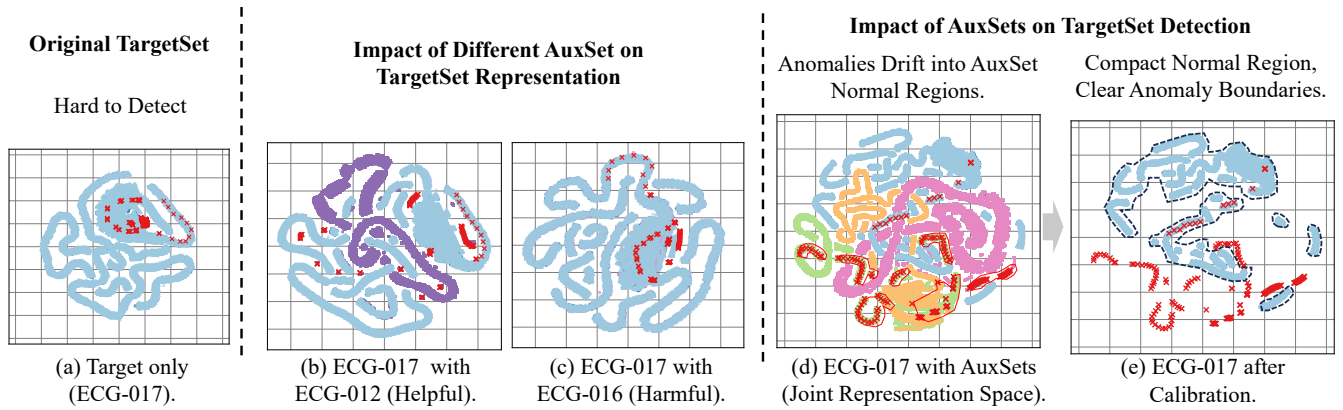 Original TargetSet
Hard to Detect
(a) Target only
(ECG-017).
Impact of Different AuxSet on
TargetSet Representation
(b) ECG-017 with
ECG-012 (Helpful).
(c) ECG-017 with
ECG-016 (Harmful).
Impact of AuxSets on TargetSet Detection
Anomalies Drift into AuxSet
Normal Regions.
Compact Normal Region,
Clear Anomaly Boundaries.
(d) ECG-017 with AuxSets
(Joint Representation Space).
(e) ECG-017 after
Calibration.